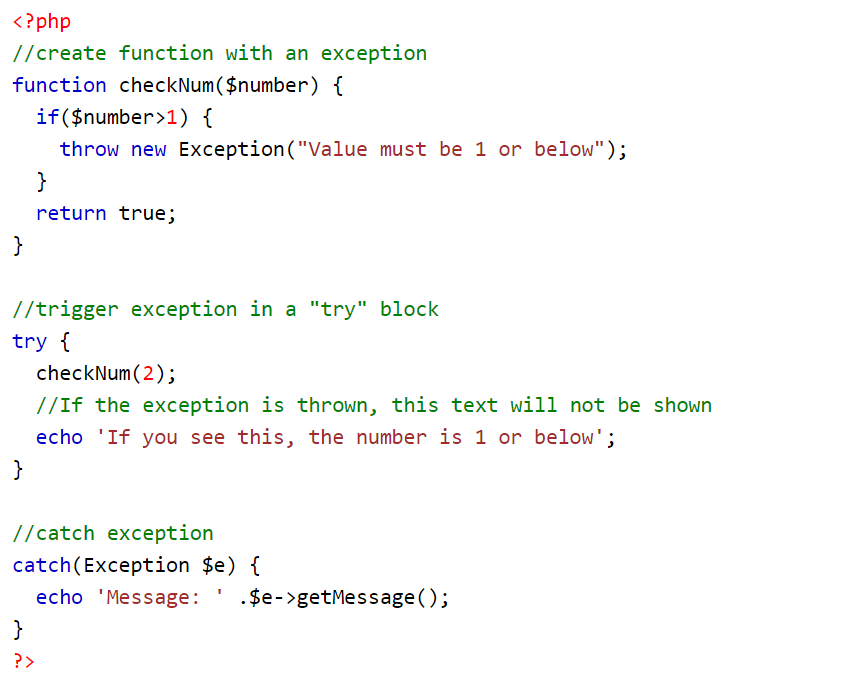 <?php
//create function with an exception
function checkNum($number) {
  if($number>1) {
    throw new Exception("Value must be 1 or below");
  }
  return true;
}

//trigger exception in a "try" block
try {
  checkNum(2);
  //If the exception is thrown, this text will not be shown
  echo 'If you see this, the number is 1 or below';
}

//catch exception
catch(Exception $e) {
  echo 'Message: ' .$e->getMessage();
}
?>